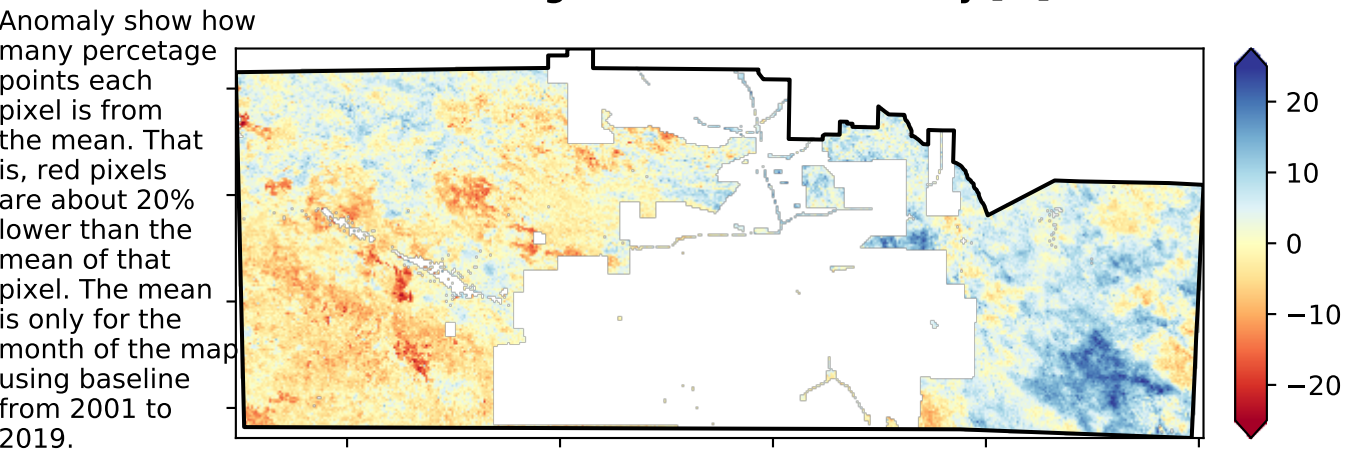 Anomaly show how
many percetage
points each
pixel is from
the mean. That
is, red pixels
are about 20%
lower than the
mean of that
pixel. The mean
is only for the
month of the map
using baseline
from 2001 to
2019.
20
10
0
−10
−20